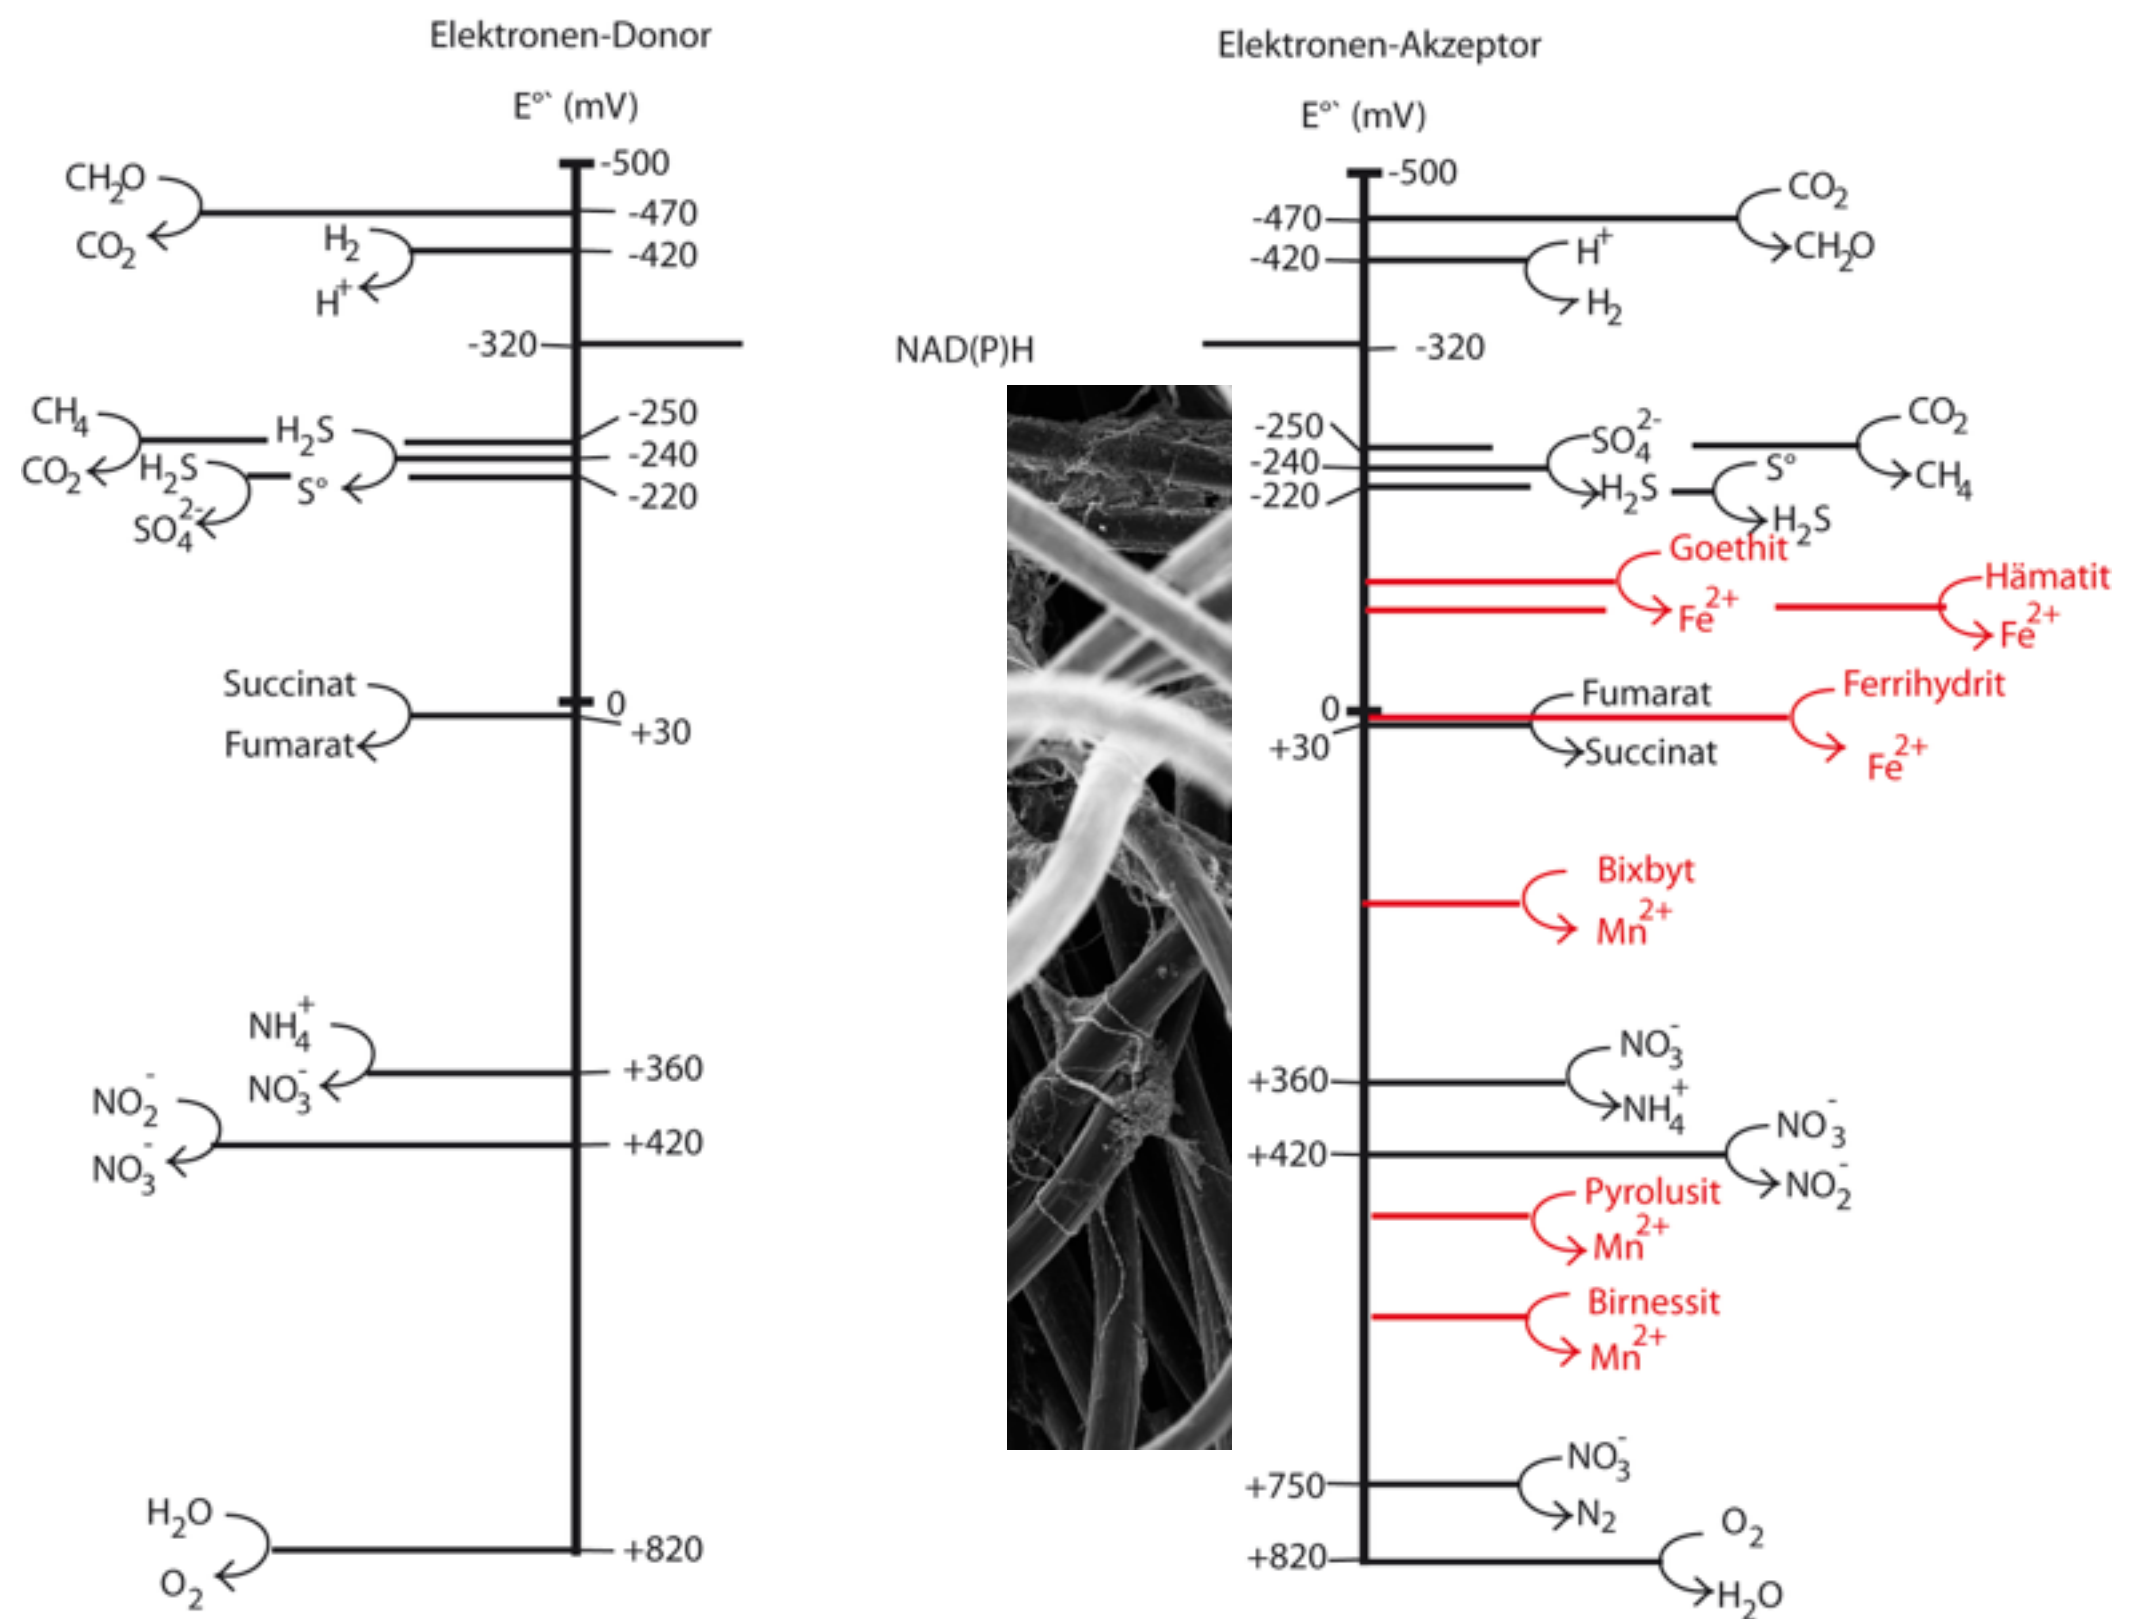 Elektronen-Donor
E°` (mV)
-500
CH2O
CO2
-470
H2
H+
-420
-320
NAD(P)H
CH4
CO2
H2S
S°
H2S
SO4 2-
-250
-240
-220
Succinat
Fumarat
0
+30
NH4+
NO3-
+360
NO2-
NO3-
+420
H2O
O2
+820
Elektronen-Akzeptor
E°` (mV)
-500
-470
CO2
CH2O
-420
H+
H2
-320
-250
-240
-220
SO4 2-
H2S
CO2
CH4
S°
H2S
Goethit
Fe2+
Hämatit
Fe2+
0
+30
Fumarat
Succinat
Ferrihydrit
Fe2+
Bixbyt
Mn2+
+360
NO3-
NH4+
+420
NO3-
NO2-
Pyrolusit
Mn2+
Birnessit
Mn2+
+750
NO3-
N2
+820
O2
H2O